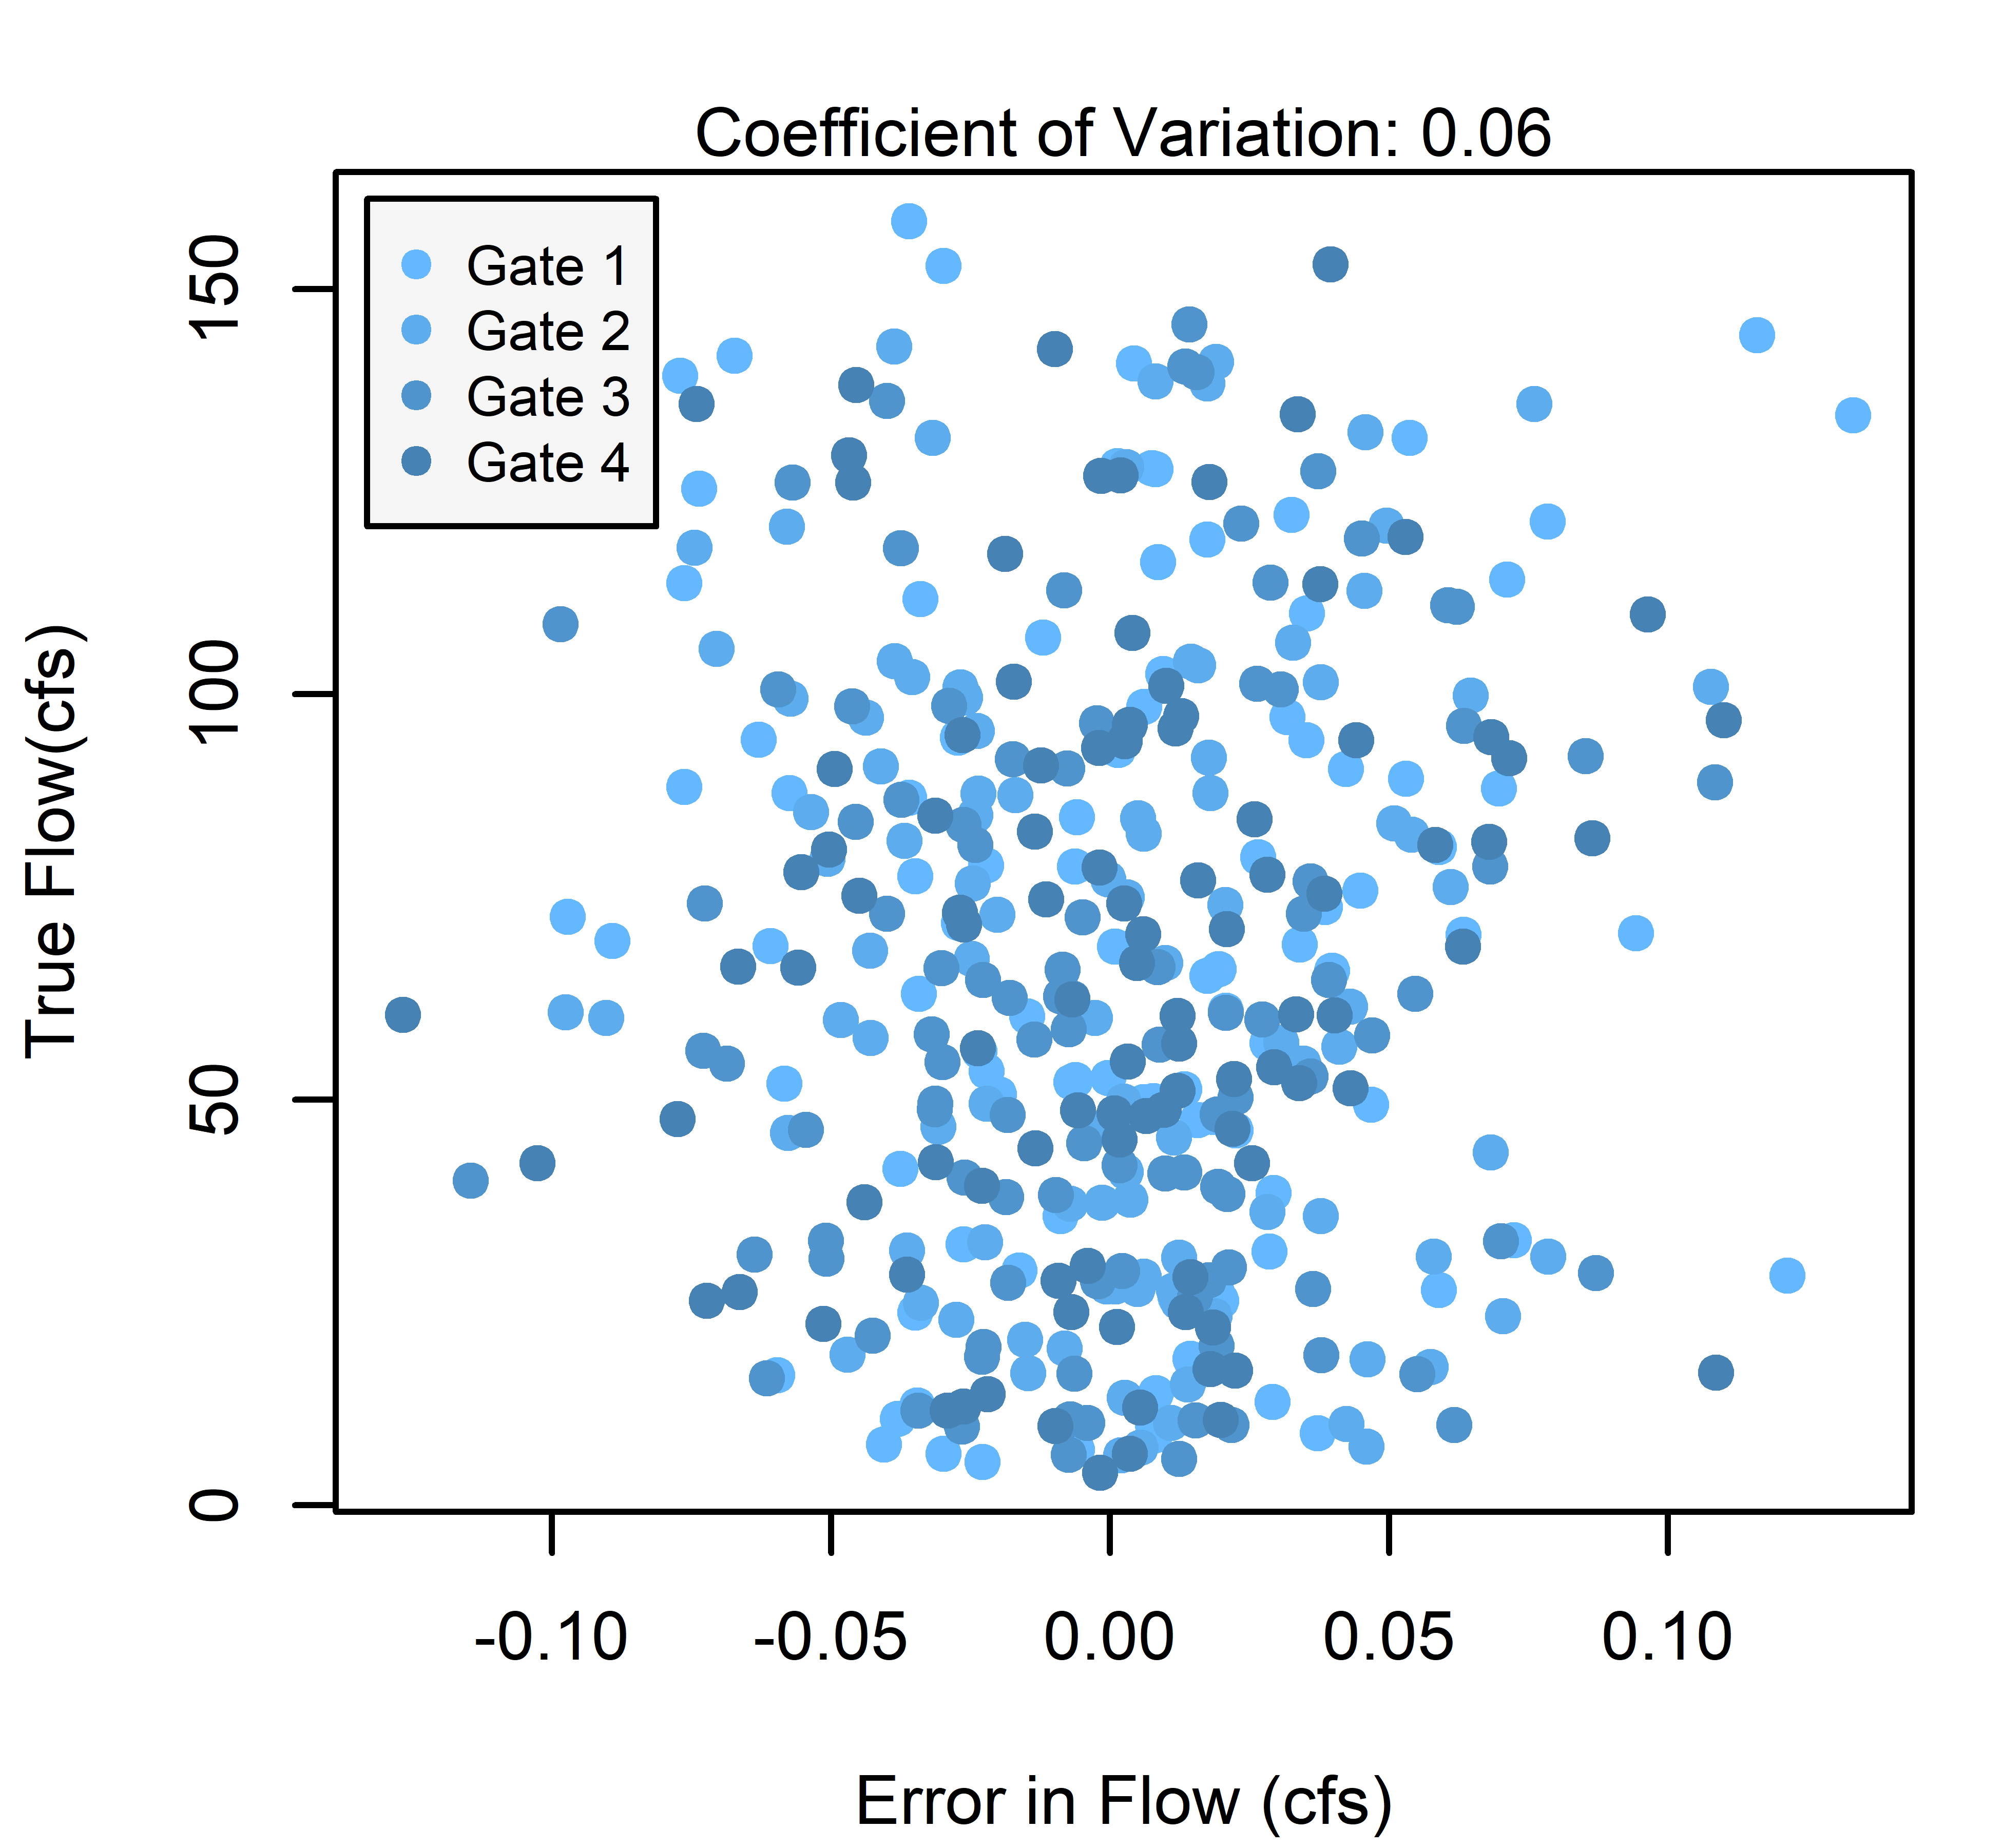 Coefficient of Variation: 0.06
Gate 1
Gate 2
Gate 3
Gate 4
True Flow(cfs)
150
100
50
0
-0.10
-0.05
0.00
0.05
0.10
Error in Flow (cfs)